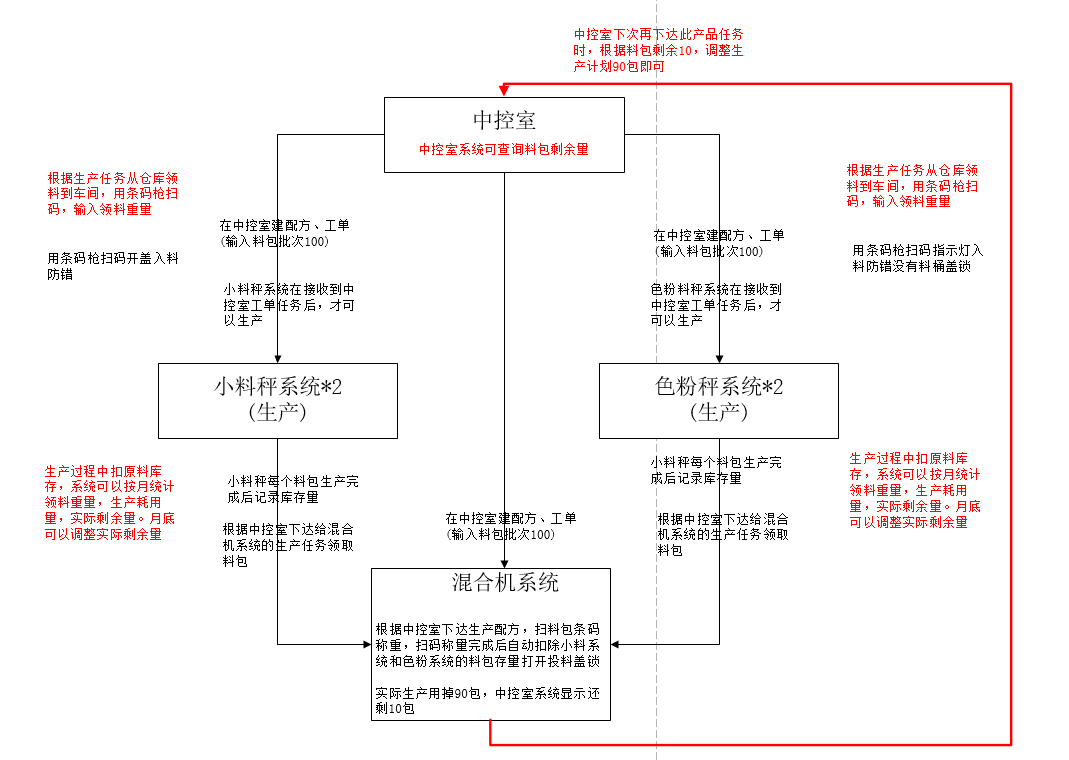 中控室下次再下达此产品任务
时，根据料包剩余10，调整生
产计划90包即可
中控室
中控室系统可查询料包剩余量
根据生产任务从仓库领
料到车间，用条码枪扫
码，输入领料重量
用条码枪扫码开盖入料
防错
在中控室建配方、工单
(输入料包批次100)
小料秤系统在接收到中
控室工单任务后，才可
以生产
在中控室建配方、工单
(输入料包批次100)
色粉料秤系统在接收到
中控室工单任务后，才
可以生产
根据生产任务从仓库领
料到车间，用条码枪扫
码，输入领料重量
用条码枪扫码指示灯入
料防错没有料桶盖锁
小料秤系统*2
(生产)
色粉秤系统*2
(生产)
生产过程中扣原料库
存，系统可以按月统计
领料重量，生产耗用
量，实际剩余量。月底
可以调整实际剩余量
小料秤每个料包生产完
成后记录库存量
根据中控室下达给混合
机系统的生产任务领取
料包
在中控室建配方、工单
(输入料包批次100)
小料秤每个料包生产完
成后记录库存量
根据中控室下达给混合
机系统的生产任务领取
料包
生产过程中扣原料库
存，系统可以按月统计
领料重量，生产耗用
量，实际剩余量。月底
可以调整实际剩余量
混合机系统
根据中控室下达生产配方，扫料包条码
称重，扫码称量完成后自动扣除小料系
统和色粉系统的料包存量打开投料盖锁
实际生产用掉90包，中控室系统显示还
剩10包